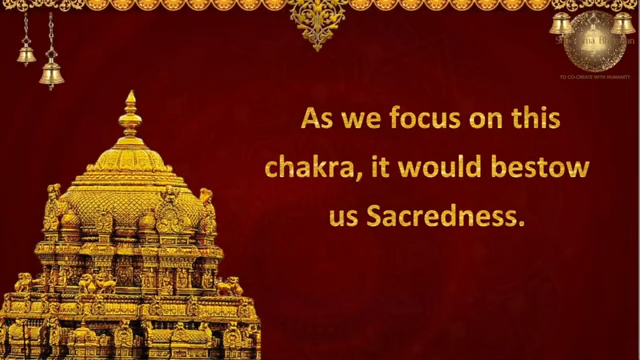 As we focus on this
chakra, it would bestow
us Sacredness.
TO CO-CREATE WITH HUMANITY